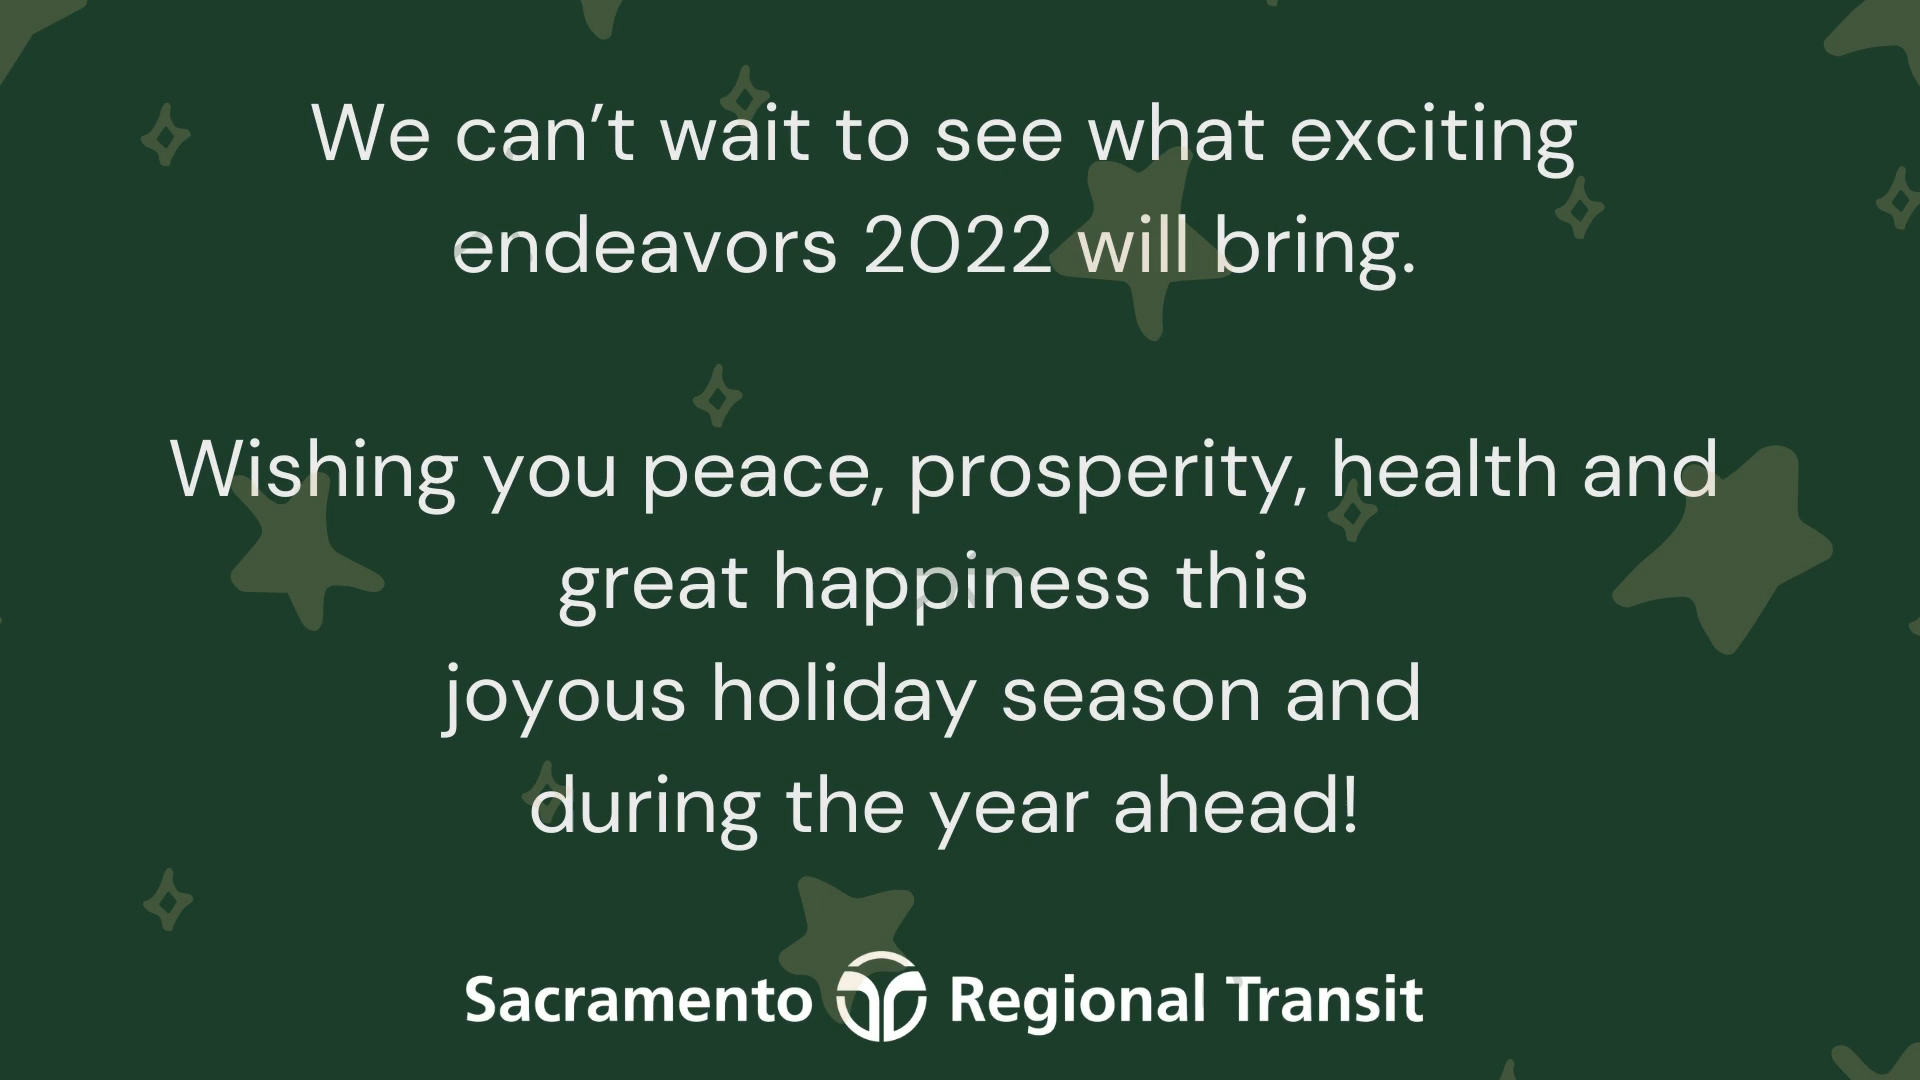 We can’t wait to see what exciting
endeavors 2022 will bring.
Wishing you peace, prosperity, health and
great happiness this
joyous holiday season and
during the year ahead!
Sacramento Regional Transit